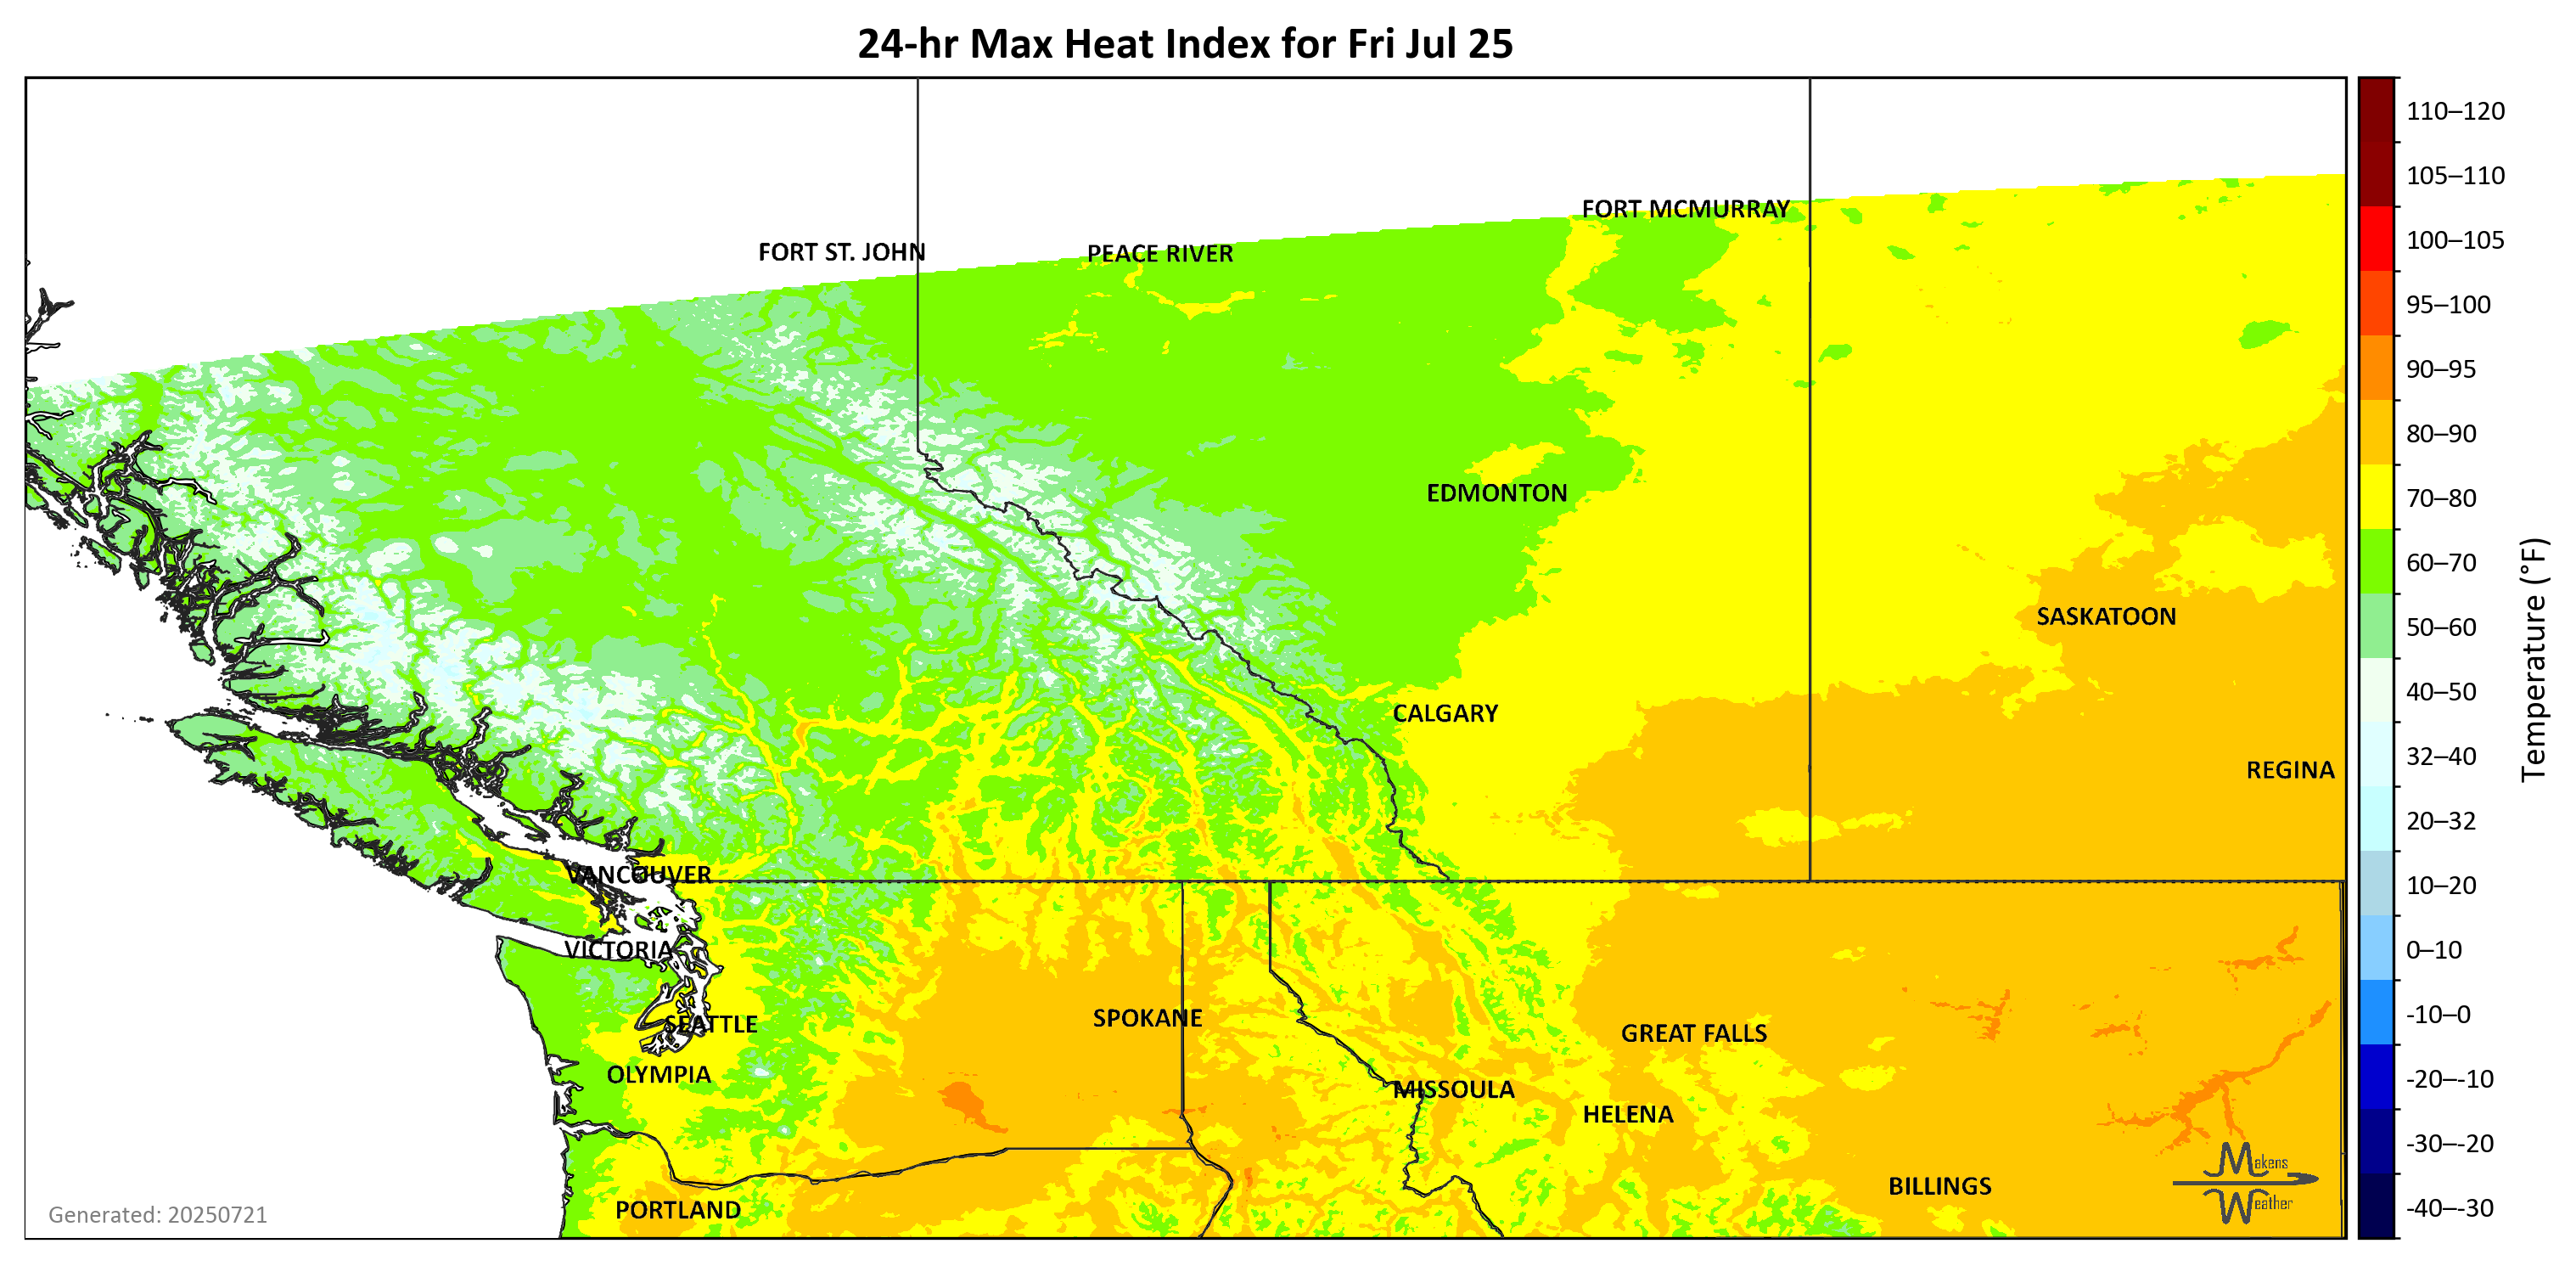 24-hr Max Heat Index for Fri Jul 25
110–120
105–110
100–105
95–100
90–95
80–90
70–80
60–70
50–60
40–50
32–40
20–32
10–20
0–10
-10–0
-20–-10
-30–-20
-40–-30
Temperature (°F)
FORT MCMURRAY
FORT ST. JOHN
PEACE RIVER
EDMONTON
SASKATOON
CALGARY
REGINA
VANCOUVER
VICTORIA
SEATTLE
SPOKANE
GREAT FALLS
OLYMPIA
MISSOULA
HELENA
BILLINGS
PORTLAND
Makens
Weather
Generated: 20250721